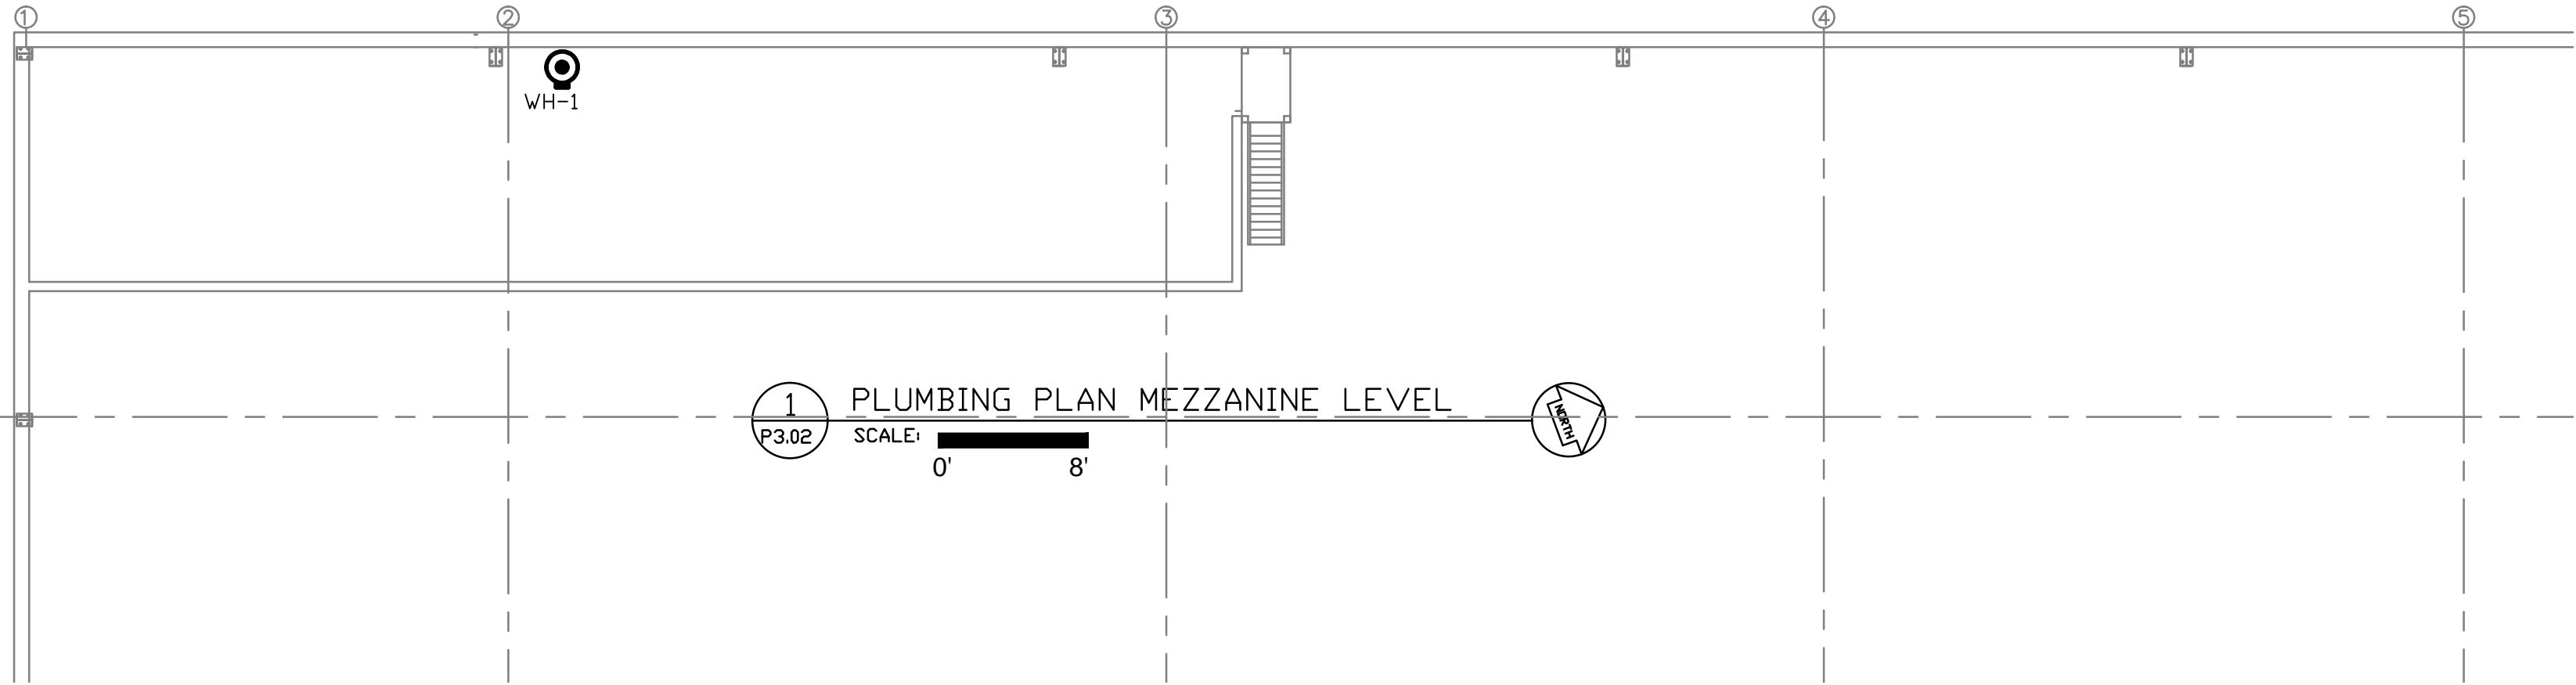 1 2 3 4 5
WH-1
1 PLUMBING PLAN MEZZANINE LEVEL
P3.02 SCALE:
0' 8'
NORTH